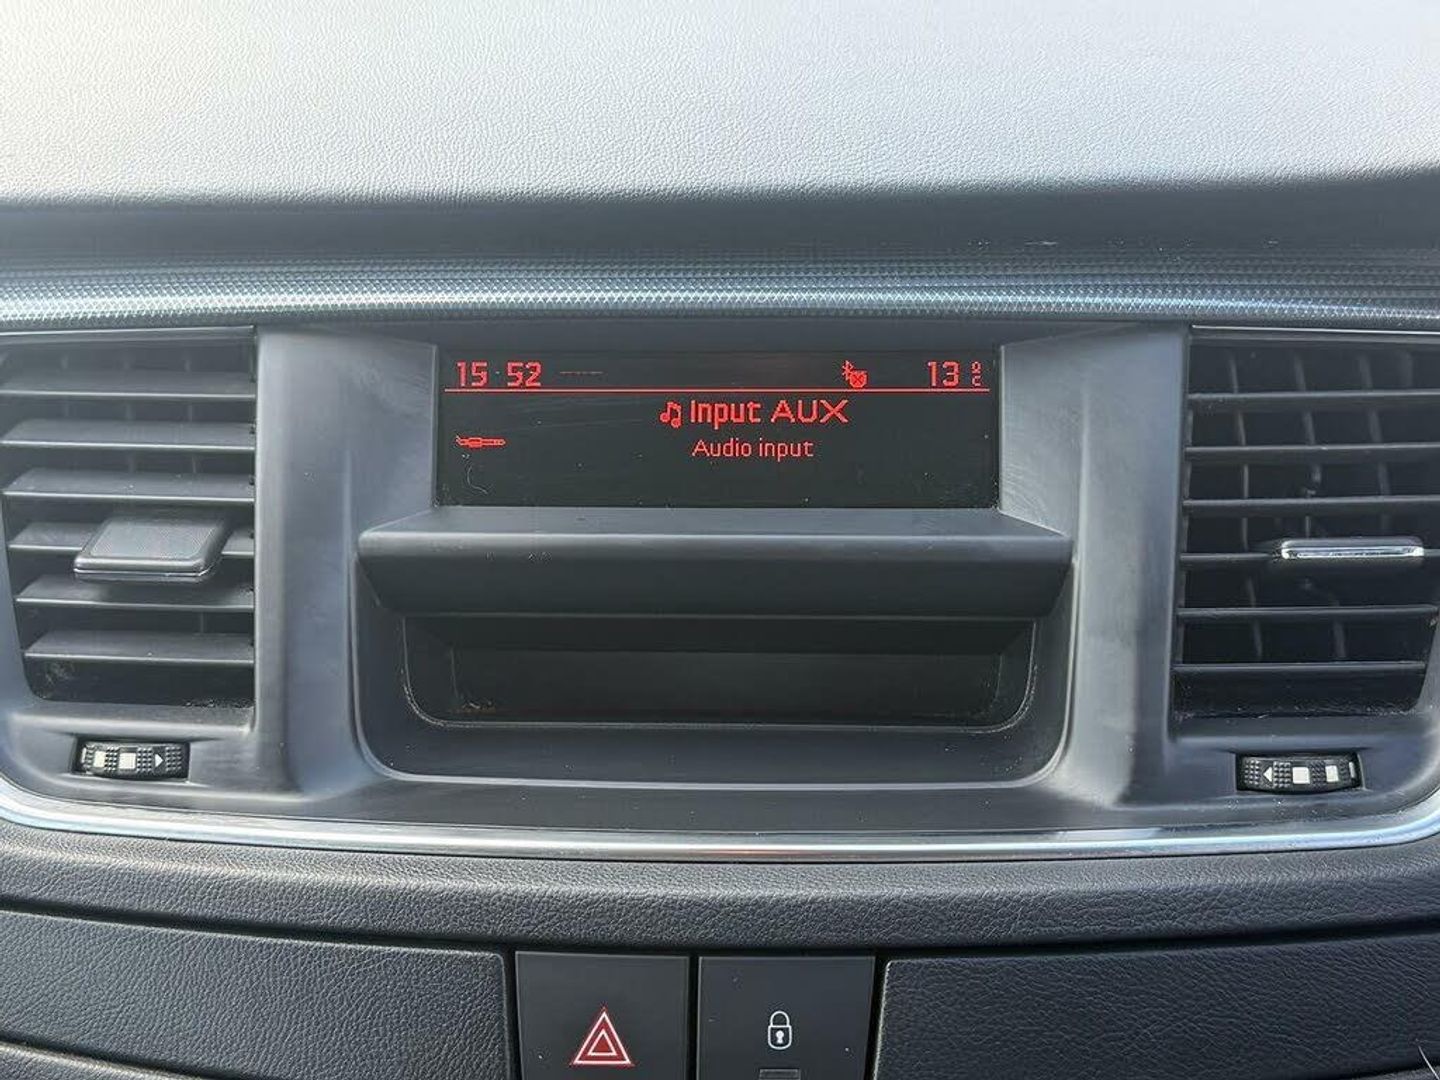 15:52 13 °C
Input AUX
Audio input